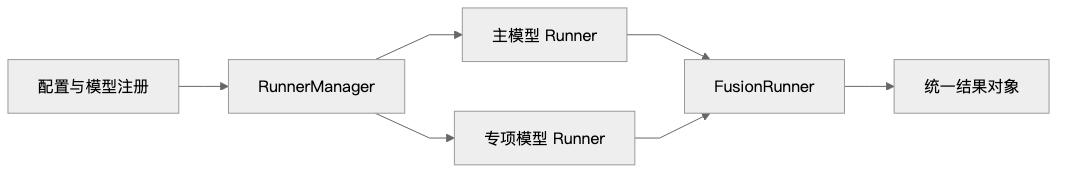 配置与模型注册
RunnerManager
主模型 Runner
专项模型 Runner
FusionRunner
统一结果对象